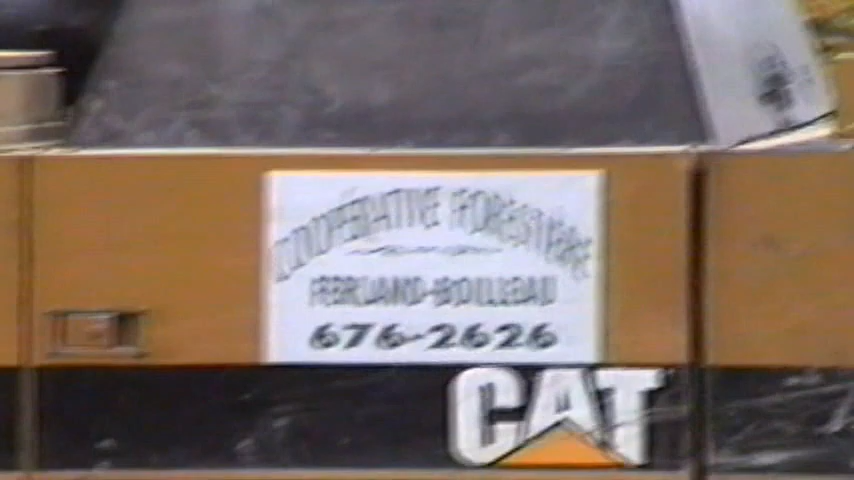 COOPÉRATIVE FORESTIÈRE
FERLAND-BOILLEAU
676-2626
CAT